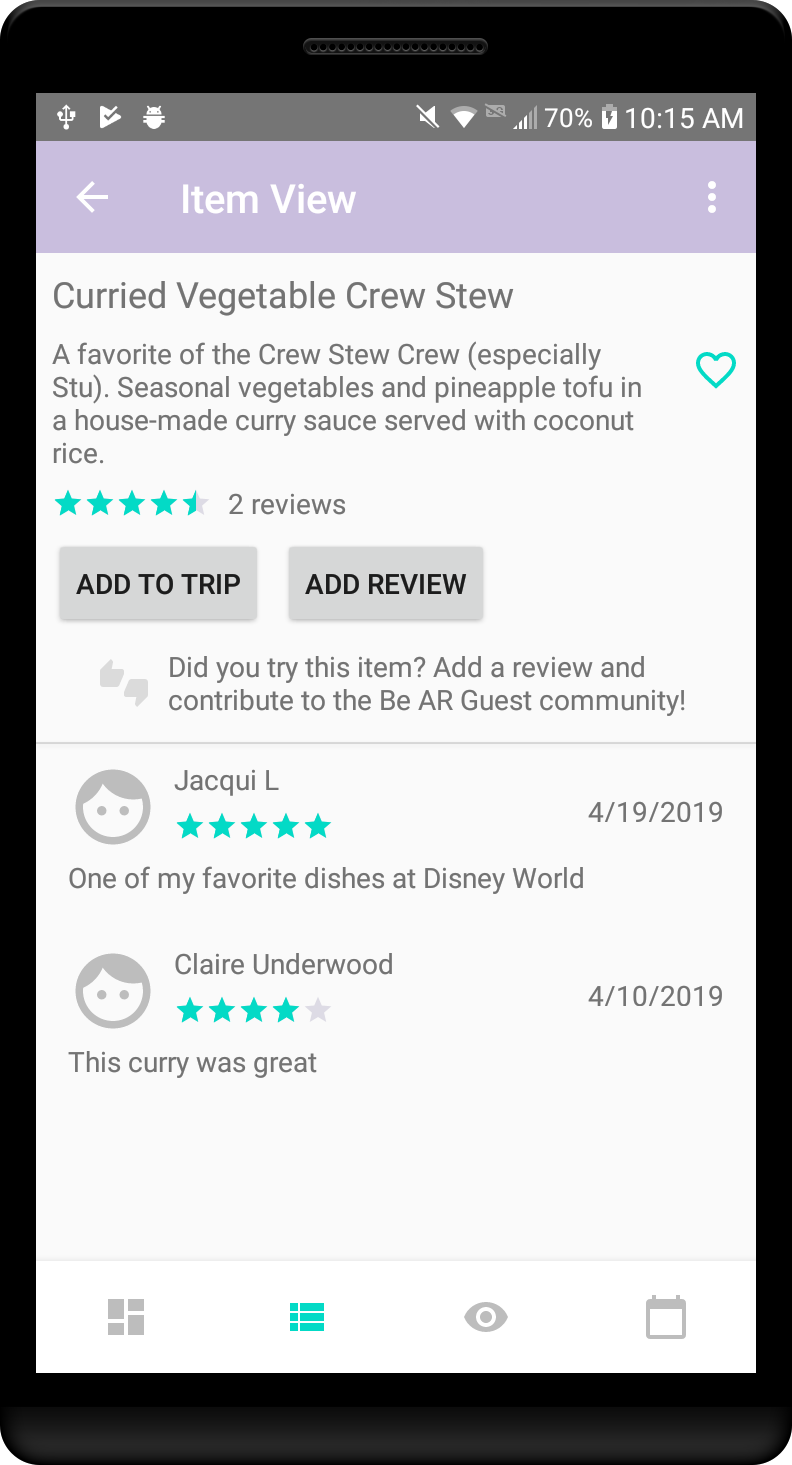 70% 10:15 AM
Item View
Curried Vegetable Crew Stew
A favorite of the Crew Stew Crew (especially
Stu). Seasonal vegetables and pineapple tofu in
a house-made curry sauce served with coconut
rice.
2 reviews
ADD TO TRIP ADD REVIEW
Did you try this item? Add a review and
contribute to the Be AR Guest community!
Jacqui L
4/19/2019
One of my favorite dishes at Disney World
Claire Underwood
4/10/2019
This curry was great